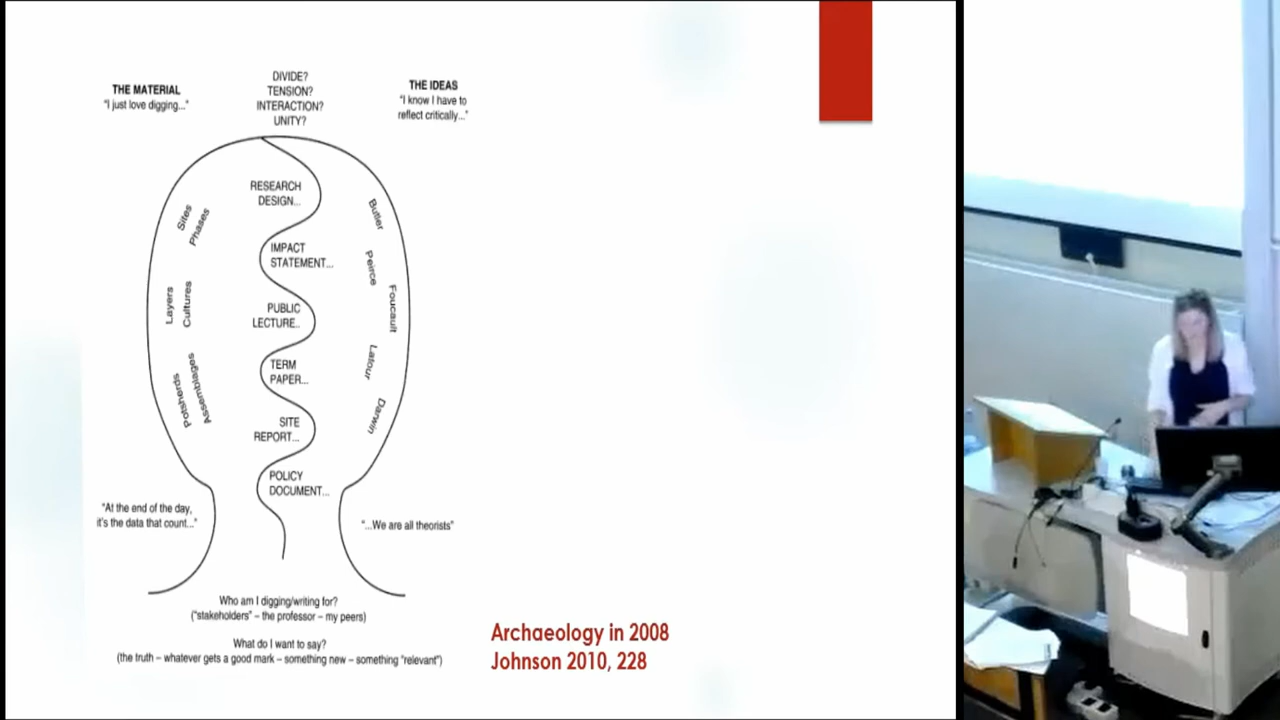 THE MATERIAL
"I just love digging..."
DIVIDE?
TENSION?
INTERACTION?
UNITY?
THE IDEAS
"I know I have to
reflect critically..."
RESEARCH
DESIGN...
IMPACT
STATEMENT...
PUBLIC
LECTURE..
TERM
PAPER...
SITE
REPORT...
POLICY
DOCUMENT...
Sites
Phases
Layers
Cultures
Potsherds
Assemblages
Butler
Peirce
Foucault
Latour
Darwin
"At the end of the day,
it's the data that count..."
"...We are all theorists"
Who am I digging/writing for?
("stakeholders" – the professor – my peers)
What do I want to say?
(the truth – whatever gets a good mark – something new – something "relevant")
Archaeology in 2008
Johnson 2010, 228